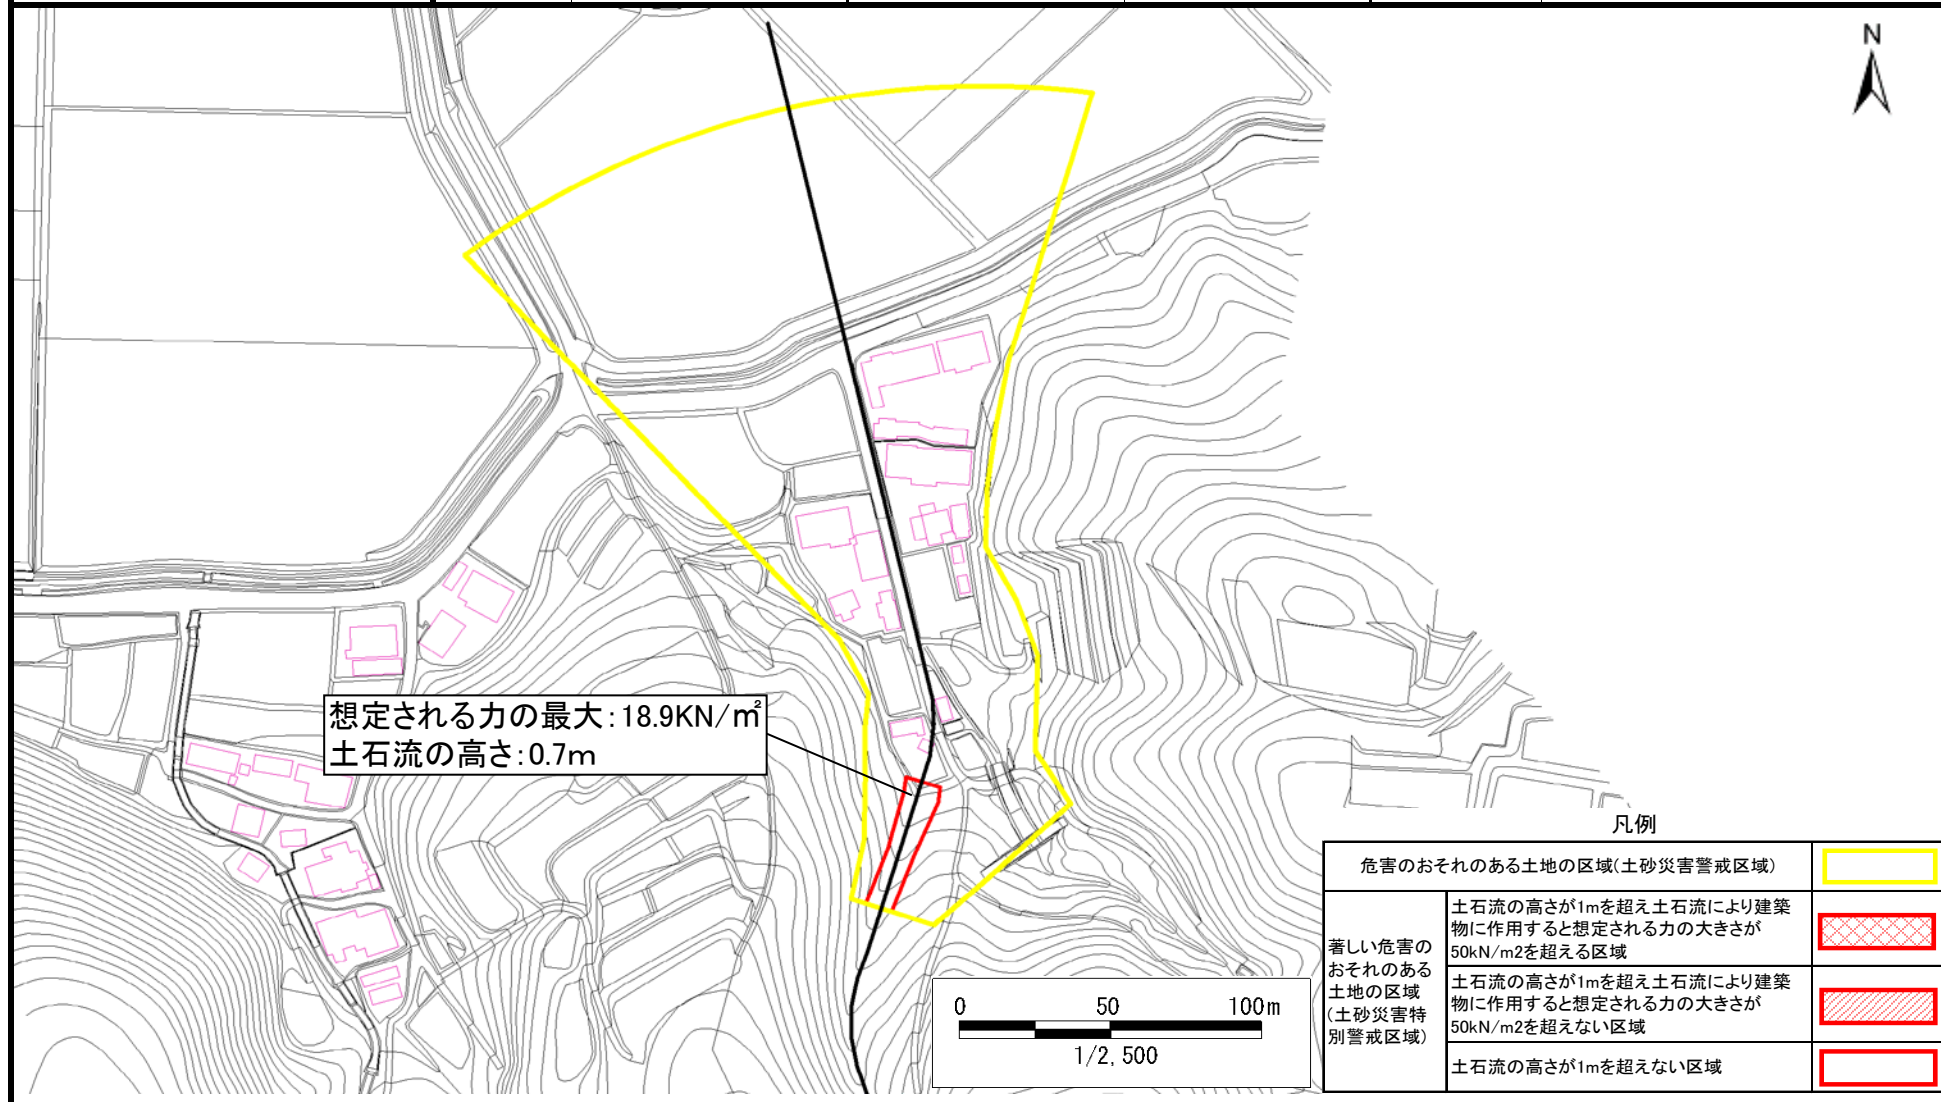 N
想定される力の最大:18.9KN/㎡
土石流の高さ:0.7m
凡例
危害のおそれのある土地の区域(土砂災害警戒区域)
著しい危害の
おそれのある
土地の区域
(土砂災害特
別警戒区域)
土石流の高さが1mを超え土石流により建築
物に作用すると想定される力の大きさが
50kN/m2を超える区域
土石流の高さが1mを超え土石流により建築
物に作用すると想定される力の大きさが
50kN/m2を超えない区域
土石流の高さが1mを超えない区域
0 50 100m
1/2,500